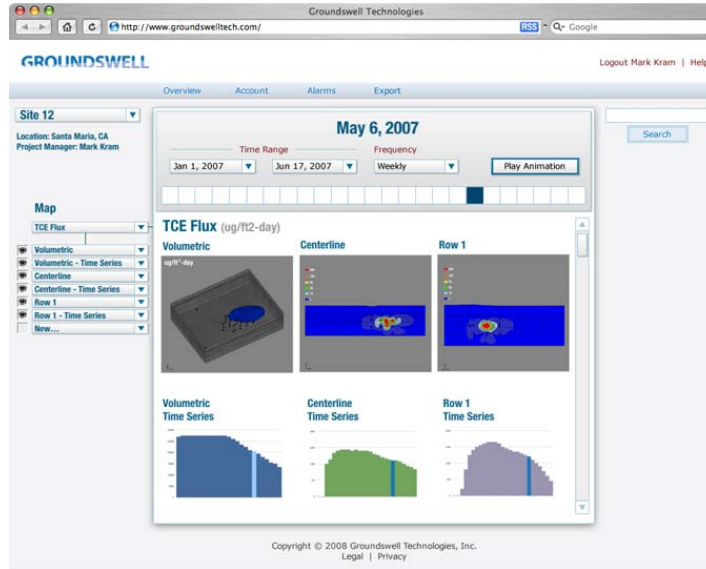 Groundswell Technologies
http://www.groundswelltech.com/
RSS
Q- Google
GROUNDSWELL
Logout Mark Kram | Help
Overview Account Alarms Export
Site 12
Location: Santa Maria, CA
Project Manager: Mark Kram
May 6, 2007
Time Range Frequency
Jan 1, 2007 Jun 17, 2007 Weekly Play Animation
Search
Map
TCE Flux
Volumetric
Volumetric - Time Series
Centerline
Centerline - Time Series
Row 1
Row 1 - Time Series
New...
TCE Flux (ug/ft2-day)
Volumetric Centerline Row 1
ug/ft²-day
Volumetric
Time Series
Centerline
Time Series
Row 1
Time Series
Copyright © 2008 Groundswell Technologies, Inc.
Legal | Privacy